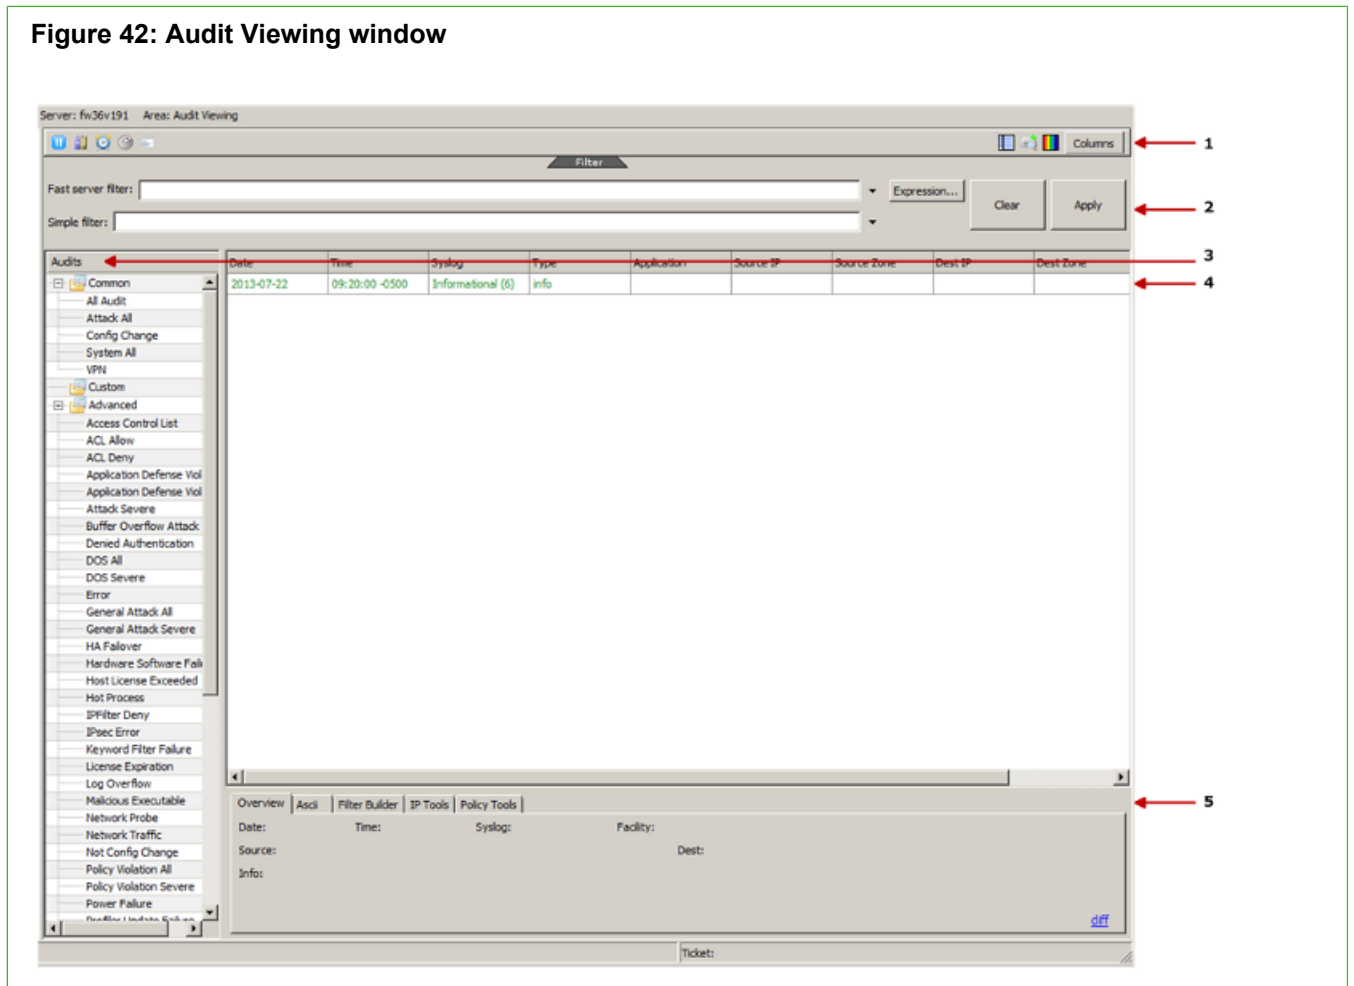 Figure 42: Audit Viewing window
Server: fw36v191 Area: Audit Viewing
Columns
1
Filter
Fast server filter:
Expression...
Clear
Apply
2
Simple filter:
Audits
Date Time Syslog Type Application Source IP Source Zone Dest IP Dest Zone
3
Common
2013-07-22 09:20:00 -0500 Informational (6) info
4
All Audit
Attack All
Config Change
System All
VPN
Custom
Advanced
Access Control List
ACL Allow
ACL Deny
Application Defense Viol
Application Defense Viol
Attack Severe
Buffer Overflow Attack
Denied Authentication
DOS All
DOS Severe
Error
General Attack All
General Attack Severe
HA Failover
Hardware Software Fail
Host License Exceeded
Hot Process
IPFilter Deny
IPsec Error
Keyword Filter Failure
License Expiration
Log Overflow
Malicious Executable
Network Probe
Network Traffic
Not Config Change
Policy Violation All
Policy Violation Severe
Power Failure
Profiler Update Failure
Overview Ascii Filter Builder IP Tools Policy Tools
5
Date: Time: Syslog: Facility:
Source: Dest:
Info:
diff
Ticket: